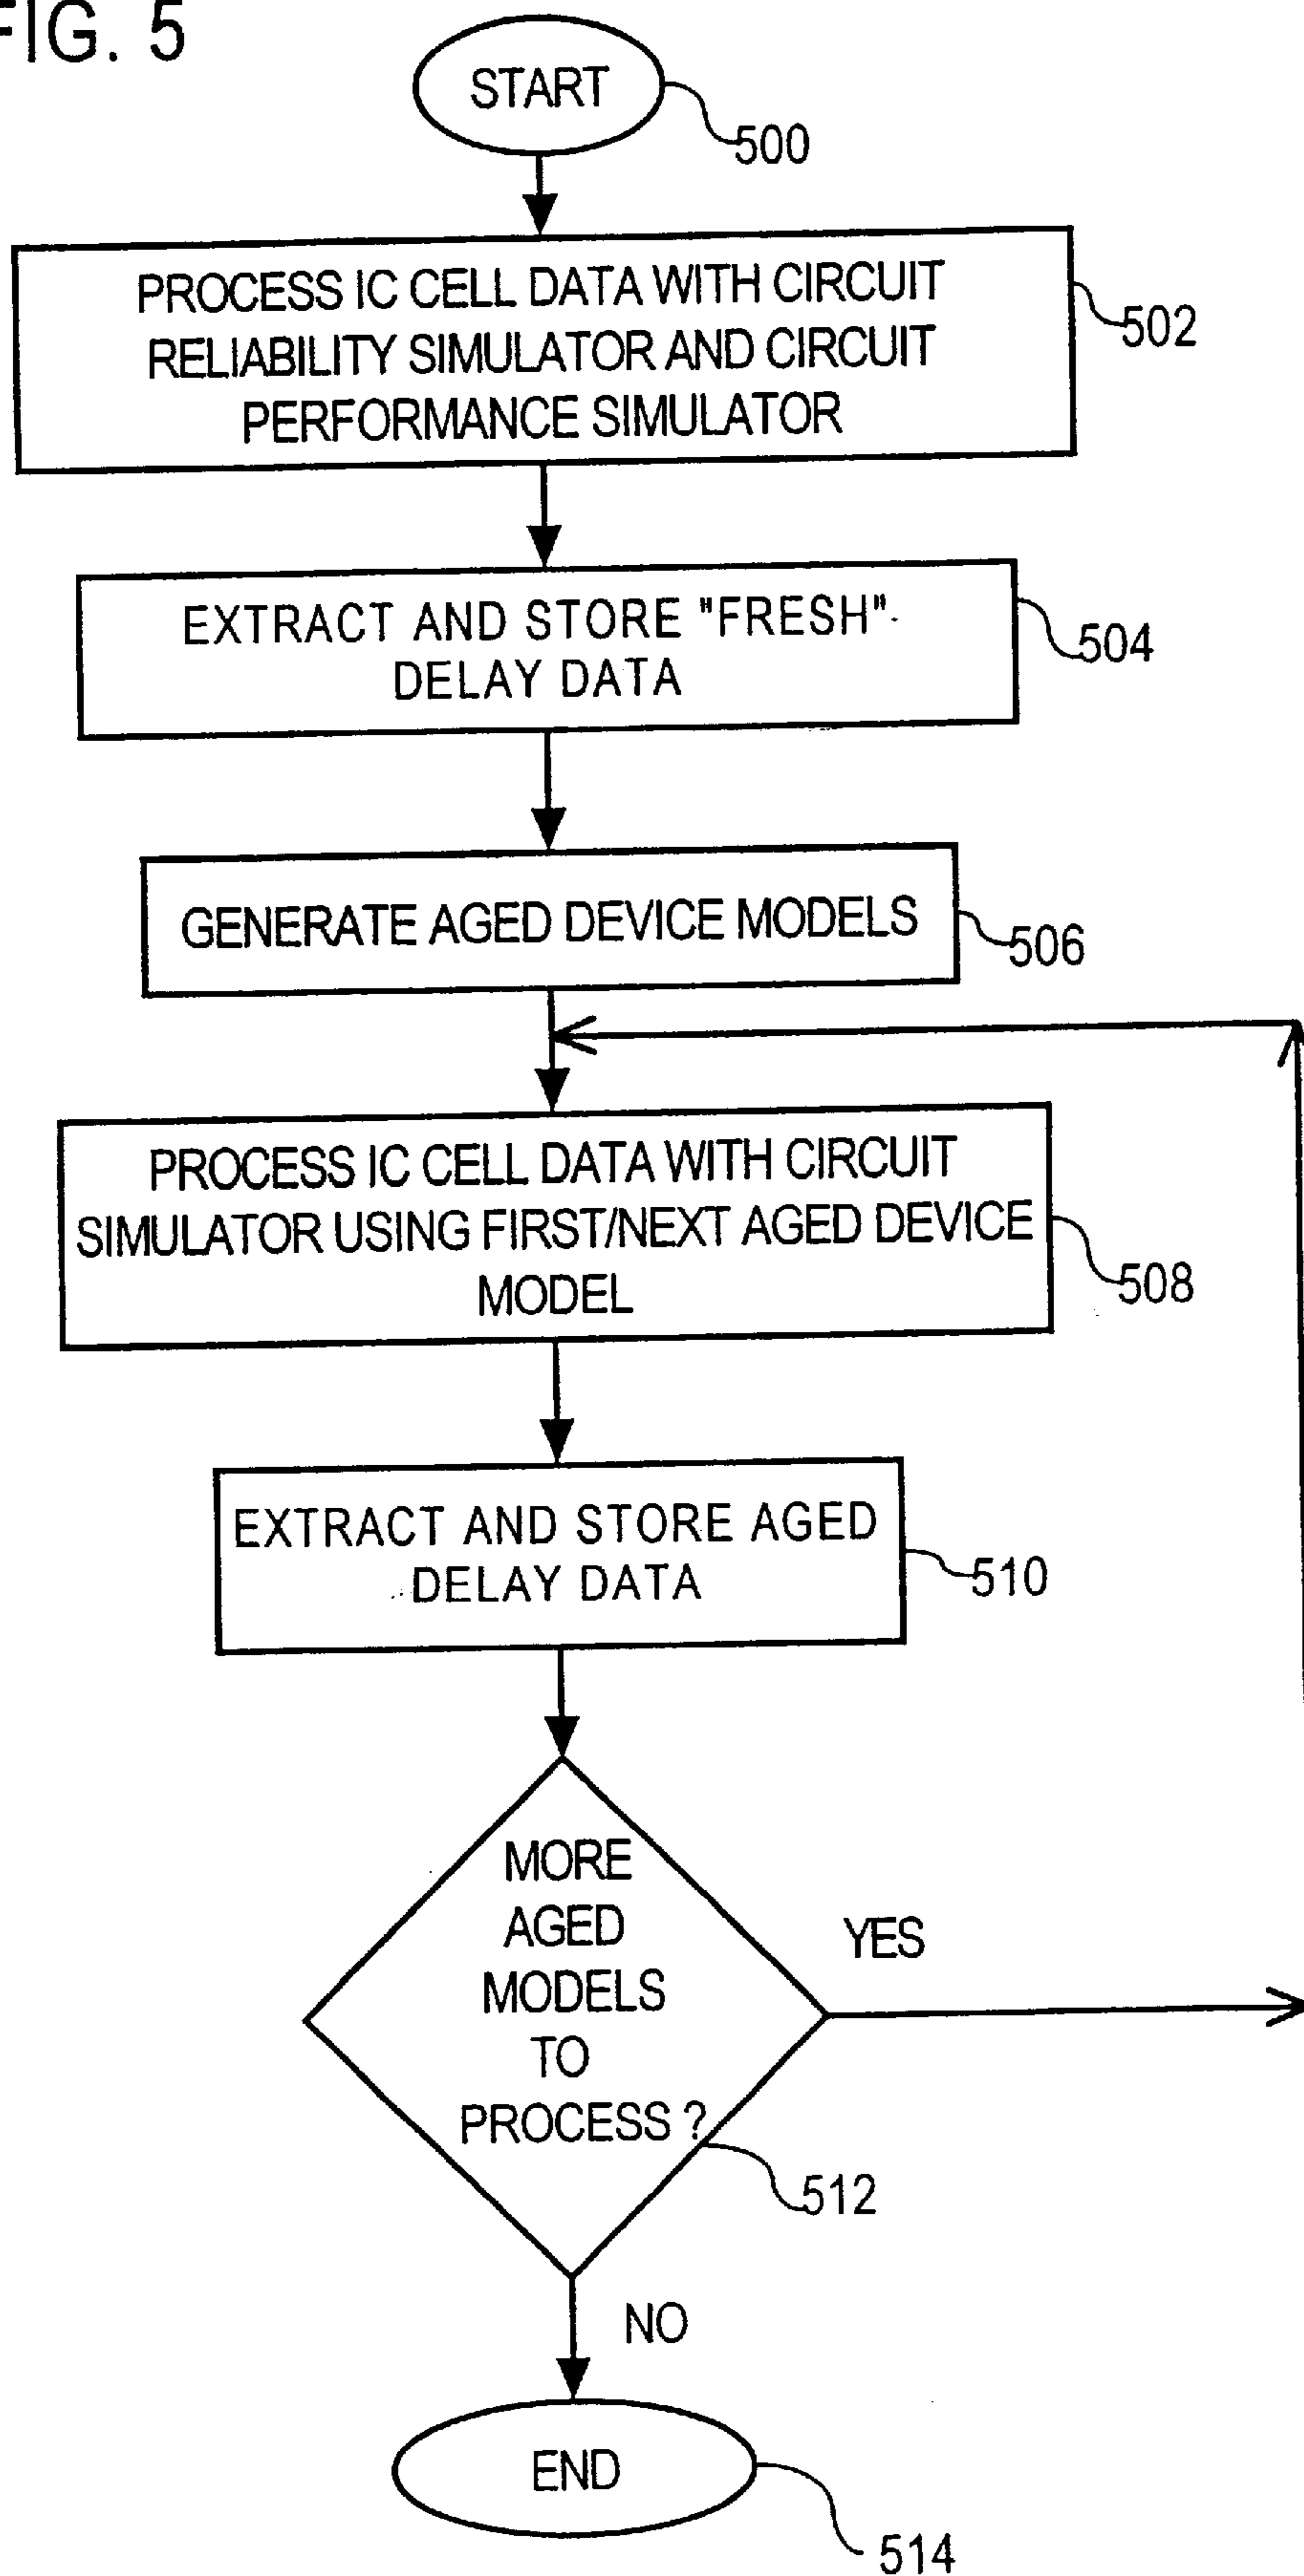 FIG. 5
START
500
PROCESS IC CELL DATA WITH CIRCUIT
RELIABILITY SIMULATOR AND CIRCUIT
PERFORMANCE SIMULATOR
502
EXTRACT AND STORE "FRESH"
DELAY DATA
504
GENERATE AGED DEVICE MODELS
506
PROCESS IC CELL DATA WITH CIRCUIT
SIMULATOR USING FIRST/NEXT AGED DEVICE
MODEL
508
EXTRACT AND STORE AGED
DELAY DATA
510
MORE
AGED
MODELS
TO
PROCESS ?
YES
512
NO
END
514